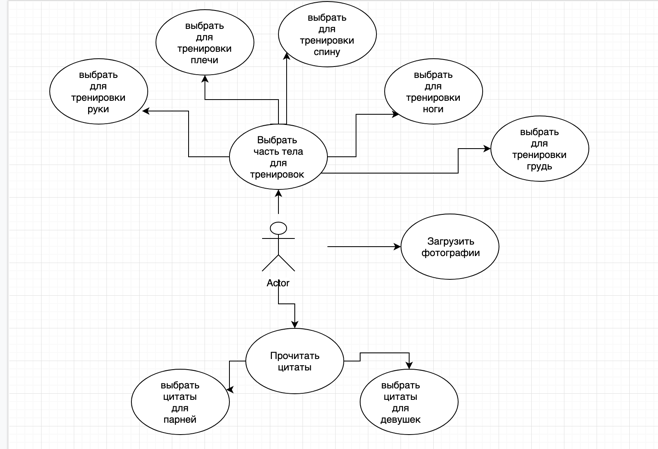 выбрать
для
тренировки
плечи
выбрать
для
тренировки
спину
выбрать
для
тренировки
руки
выбрать
для
тренировки
ноги
Выбрать
часть тела
для
тренировок
выбрать
для
тренировки
грудь
Загрузить
фотографии
Actor
Прочитать
цитаты
выбрать
цитаты
для
парней
выбрать
цитаты
для
девушек